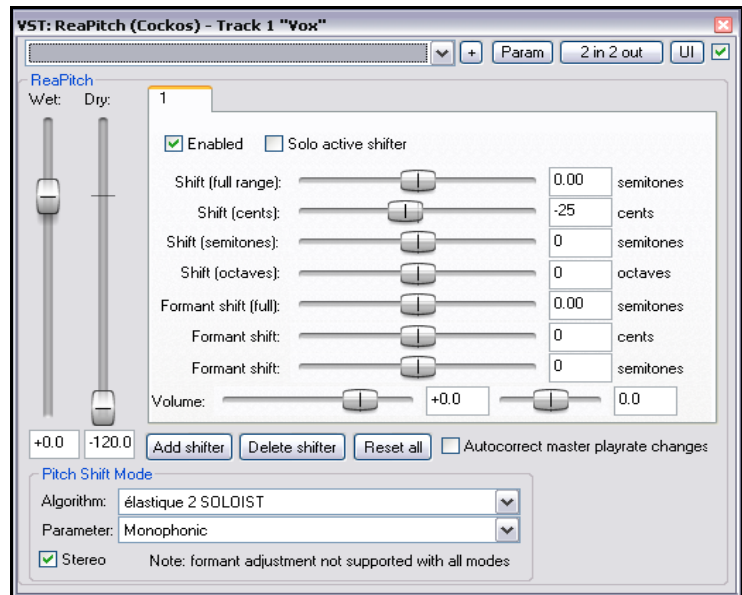 VST: ReaPitch (Cockos) - Track 1 "Vox"
+ Param 2 in 2 out UI
ReaPitch
Wet: Dry: 1
Enabled Solo active shifter
Shift (full range): 0.00 semitones
Shift (cents): -25 cents
Shift (semitones): 0 semitones
Shift (octaves): 0 octaves
Formant shift (full): 0.00 semitones
Formant shift: 0 cents
Formant shift: 0 semitones
Volume: +0.0 0.0
+0.0 -120.0 Add shifter Delete shifter Reset all Autocorrect master playrate changes
Pitch Shift Mode
Algorithm: élastique 2 SOLOIST
Parameter: Monophonic
Stereo Note: formant adjustment not supported with all modes